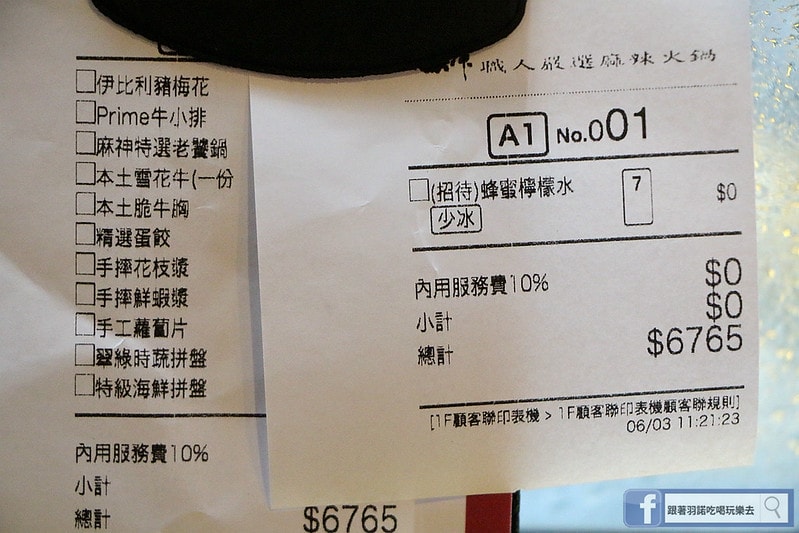 伊比利豬梅花
Prime牛小排
麻神特選老饕鍋
本土雪花牛(一份
本土脆牛胸
精選蛋餃
手摔花枝漿
手摔鮮蝦漿
手工蘿蔔片
翠綠時蔬拼盤
特級海鮮拼盤
內用服務費10%
小計
總計 $6765
職人嚴選麻辣火鍋
A1 No.001
(招待)蜂蜜檸檬水 7 $0
少冰
內用服務費10% $0
小計 $0
總計 $6765
[1F顧客聯印表機 > 1F顧客聯印表機顧客聯規則]
06/03 11:21:23
f 跟著羽諾吃喝玩樂去